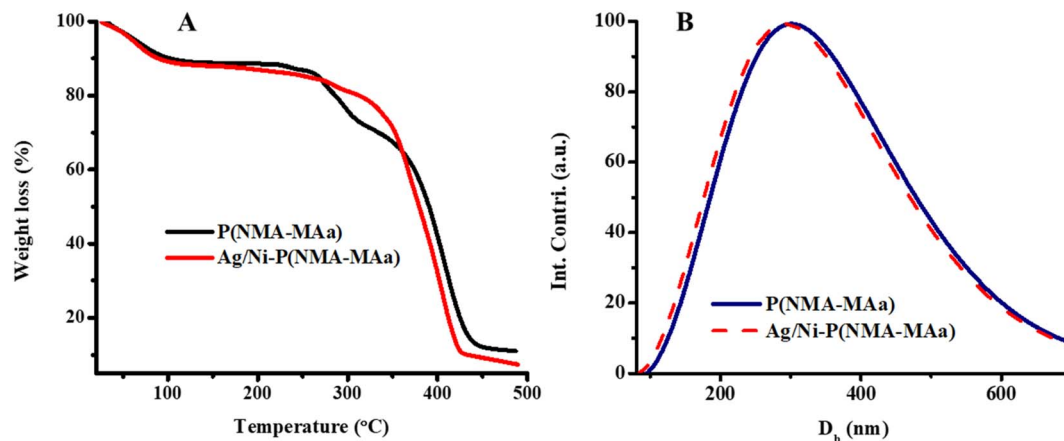 A
Weight loss (%)
100
80
60
40
20
P(NMA-MAa)
Ag/Ni-P(NMA-MAa)
100
200
300
400
500
Temperature (°C)
B
Int. Contri. (a.u.)
100
80
60
40
20
0
P(NMA-MAa)
Ag/Ni-P(NMA-MAa)
200
400
600
D_h (nm)